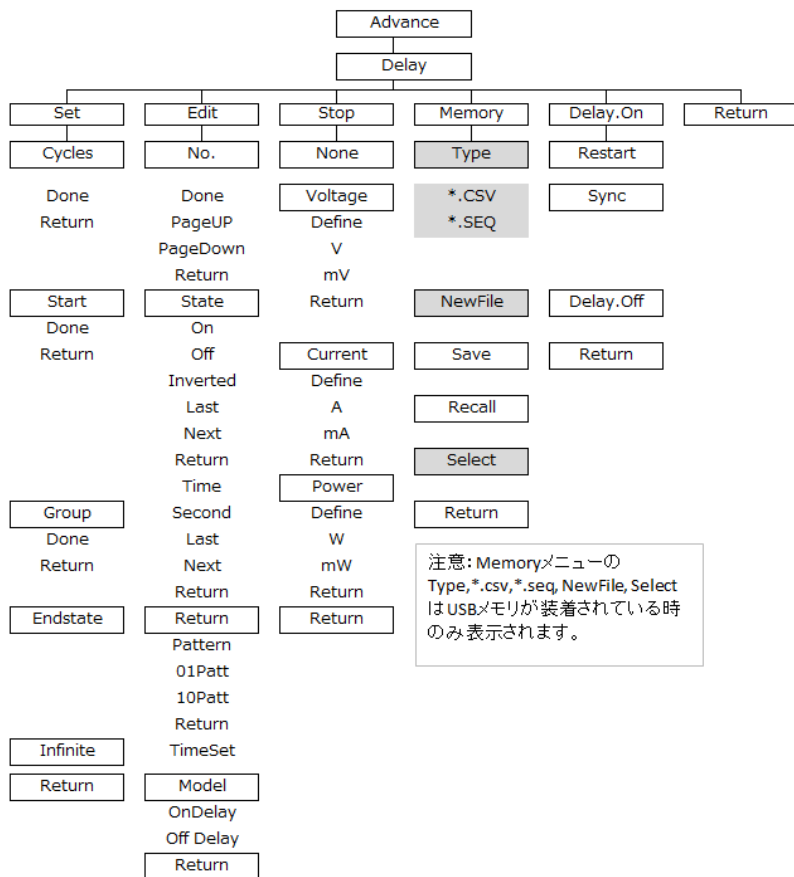 Advance
Delay
Set
Edit
Stop
Memory
Delay.On
Return
Cycles
No.
None
Type
Restart
Done
Done
Voltage
*.CSV
Sync
Return
PageUP
Define
*.SEQ
PageDown
V
Return
mV
Start
State
Return
NewFile
Delay.Off
Done
On
Return
Off
Current
Save
Return
Inverted
Define
Last
A
Recall
Next
mA
Return
Return
Select
Time
Power
Group
Second
Define
Return
Done
Last
W
Return
Next
mW
Return
Return
Endstate
Return
Return
Pattern
01Patt
10Patt
Return
Infinite
TimeSet
Return
Model
OnDelay
Off Delay
Return
注意：Memoryメニューの
Type,*.csv,*.seq, NewFile, Select
はUSBメモリが装着されている時
のみ表示されます。